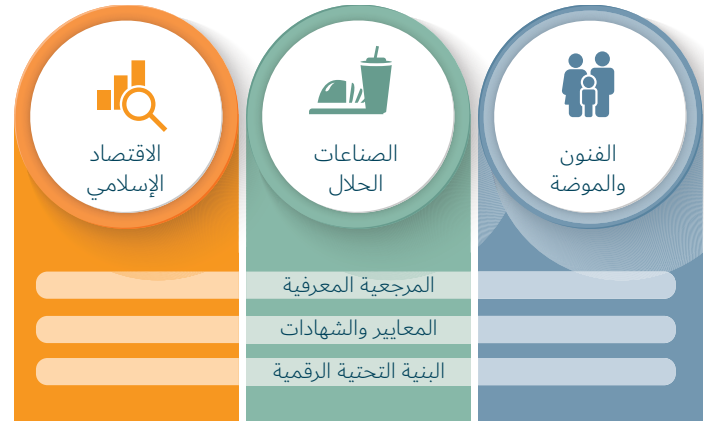 الفنون
والموضة
الصناعات
الحلال
الاقتصاد
الإسلامي
المرجعية المعرفية
المعايير والشهادات
البنية التحتية الرقمية